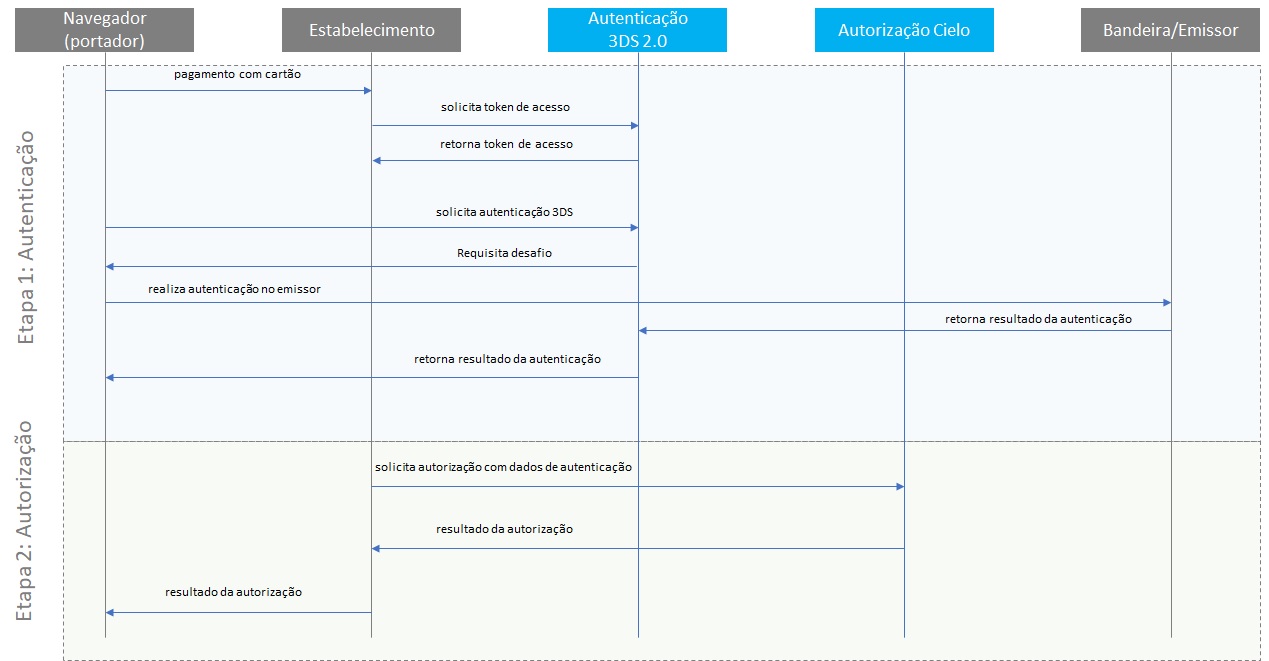 Navegador
(portador)
Estabelecimento
Autenticação
3DS 2.0
Autorização Cielo
Bandeira/Emissor
Etapa 1: Autenticação
pagamento com cartão
solicita token de acesso
retorna token de acesso
solicita autenticação 3DS
Requisita desafio
realiza autenticação no emissor
retorna resultado da autenticação
retorna resultado da autenticação
Etapa 2: Autorização
solicita autorização com dados de autenticação
resultado da autorização
resultado da autorização